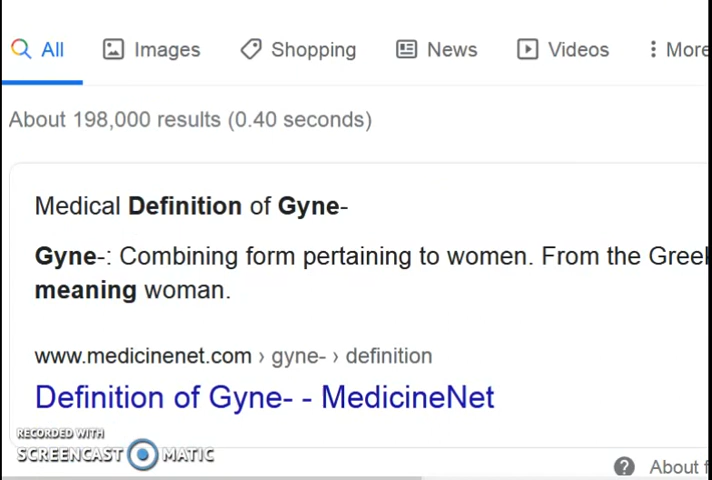 All Images Shopping News Videos More
About 198,000 results (0.40 seconds)
Medical Definition of Gyne-
Gyne-: Combining form pertaining to women. From the Greek
meaning woman.
www.medicinenet.com › gyne- › definition
Definition of Gyne- - MedicineNet
RECORDED WITH
SCREENCAST MATIC
About f